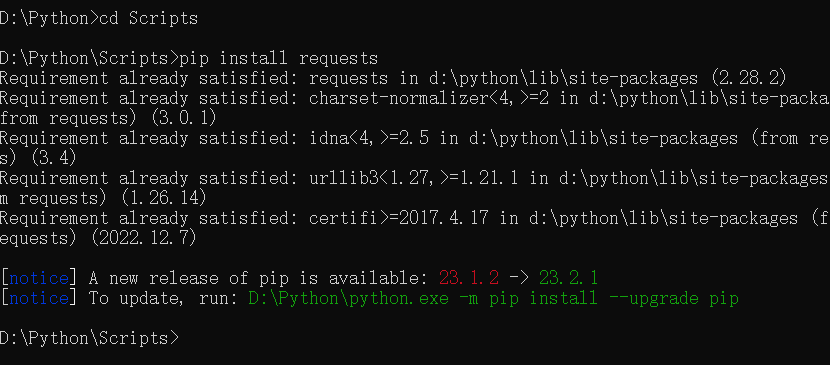 D:\Python>cd Scripts
D:\Python\Scripts>pip install requests
Requirement already satisfied: requests in d:\python\lib\site-packages (2.28.2)
Requirement already satisfied: charset-normalizer<4,>=2 in d:\python\lib\site-packa
from requests) (3.0.1)
Requirement already satisfied: idna<4,>=2.5 in d:\python\lib\site-packages (from re
s) (3.4)
Requirement already satisfied: urllib3<1.27,>=1.21.1 in d:\python\lib\site-packages
m requests) (1.26.14)
Requirement already satisfied: certifi>=2017.4.17 in d:\python\lib\site-packages (f
equests) (2022.12.7)
[notice] A new release of pip is available: 23.1.2 -> 23.2.1
[notice] To update, run: D:\Python\python.exe -m pip install --upgrade pip
D:\Python\Scripts>